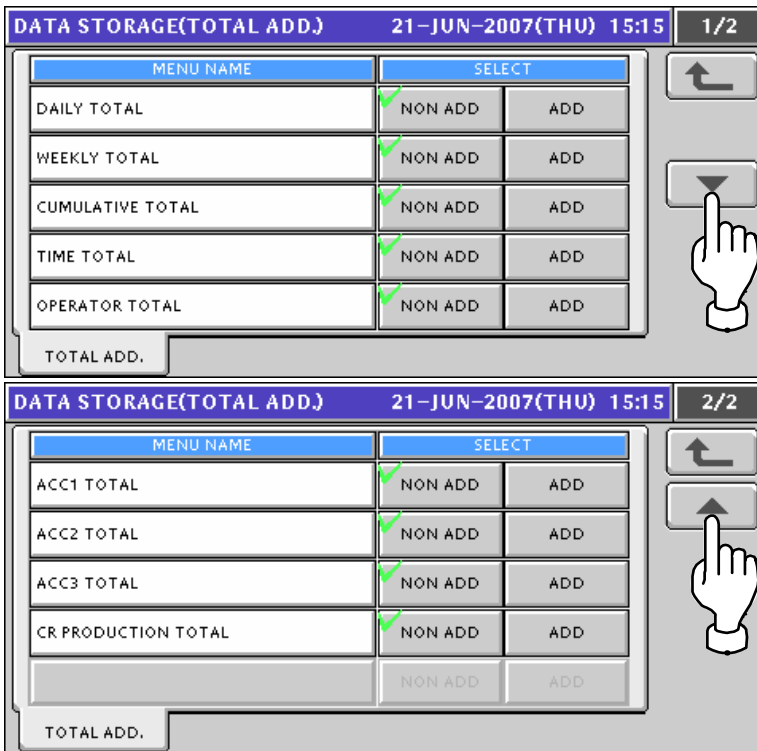 DATA STORAGE(TOTAL ADD.) 21-JUN-2007(THU) 15:15 1/2
MENU NAME SELECT
DAILY TOTAL NON ADD ADD
WEEKLY TOTAL NON ADD ADD
CUMULATIVE TOTAL NON ADD ADD
TIME TOTAL NON ADD ADD
OPERATOR TOTAL NON ADD ADD
TOTAL ADD.
DATA STORAGE(TOTAL ADD.) 21-JUN-2007(THU) 15:15 2/2
MENU NAME SELECT
ACC1 TOTAL NON ADD ADD
ACC2 TOTAL NON ADD ADD
ACC3 TOTAL NON ADD ADD
CR PRODUCTION TOTAL NON ADD ADD
NON ADD ADD
TOTAL ADD.